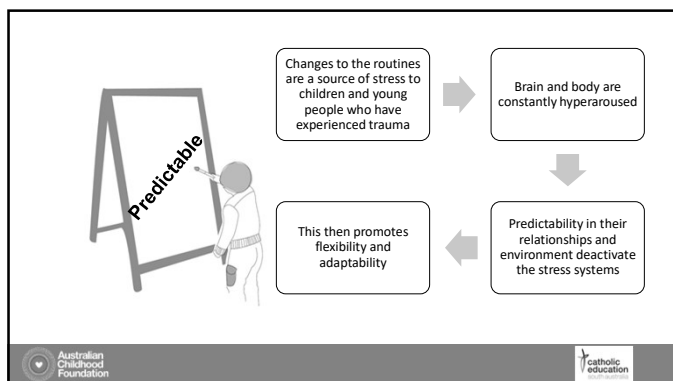 Predictable
Changes to the routines
are a source of stress to
children and young
people who have
experienced trauma
Brain and body are
constantly hyperaroused
Predictability in their
relationships and
environment deactivate
the stress systems
This then promotes
flexibility and
adaptability
Australian
Childhood
Foundation
catholic
education
south australia